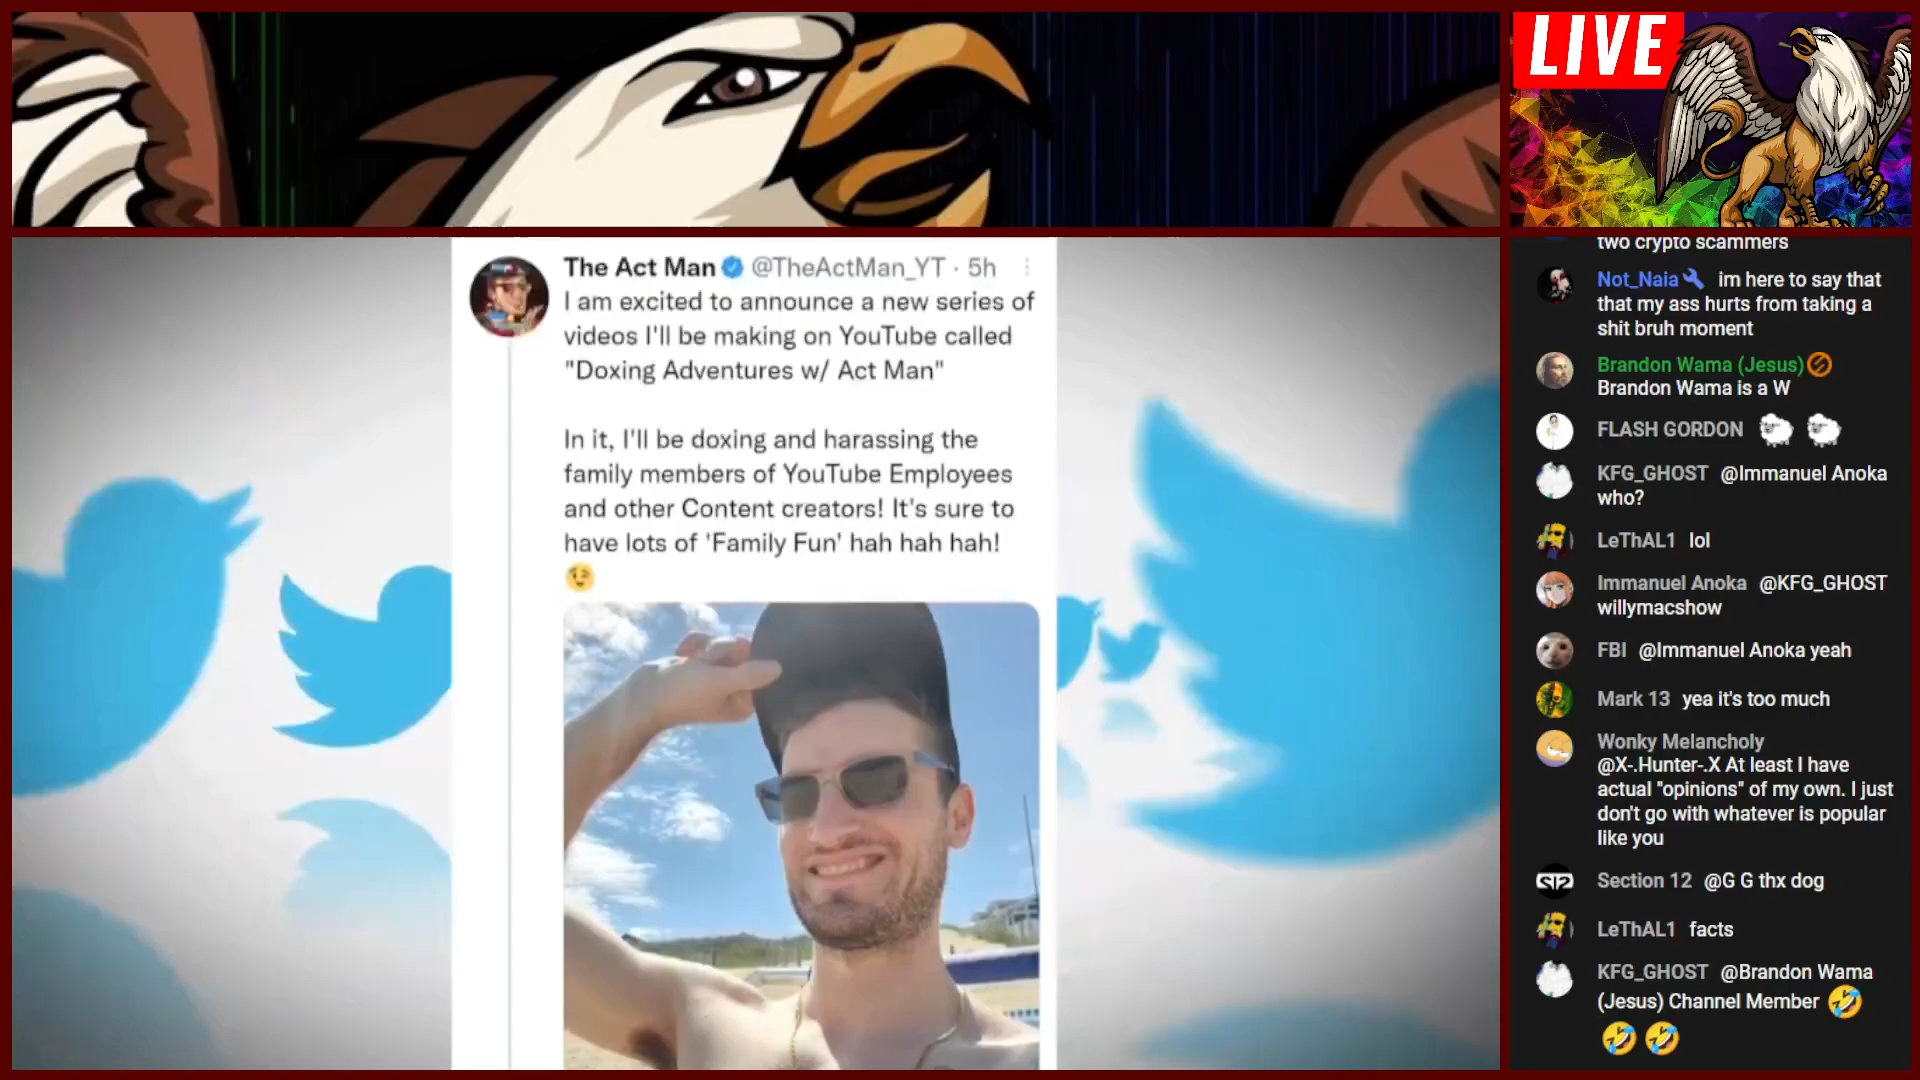 LIVE
The Act Man @TheActMan_YT · 5h
I am excited to announce a new series of
videos I'll be making on YouTube called
"Doxing Adventures w/ Act Man"
In it, I'll be doxing and harassing the
family members of YouTube Employees
and other Content creators! It's sure to
have lots of 'Family Fun' hah hah hah!
😉
two crypto scammers
Not_Naia im here to say that
that my ass hurts from taking a
shit bruh moment
Brandon Wama (Jesus)
Brandon Wama is a W
FLASH GORDON 🐑 🐑
KFG_GHOST @Immanuel Anoka
who?
LeThAL1 lol
Immanuel Anoka @KFG_GHOST
willymacshow
FBI @Immanuel Anoka yeah
Mark 13 yea it's too much
Wonky Melancholy
@X-.Hunter-.X At least I have
actual "opinions" of my own. I just
don't go with whatever is popular
like you
S12
Section 12 @G G thx dog
LeThAL1 facts
KFG_GHOST @Brandon Wama
(Jesus) Channel Member 🤣
🤣 🤣